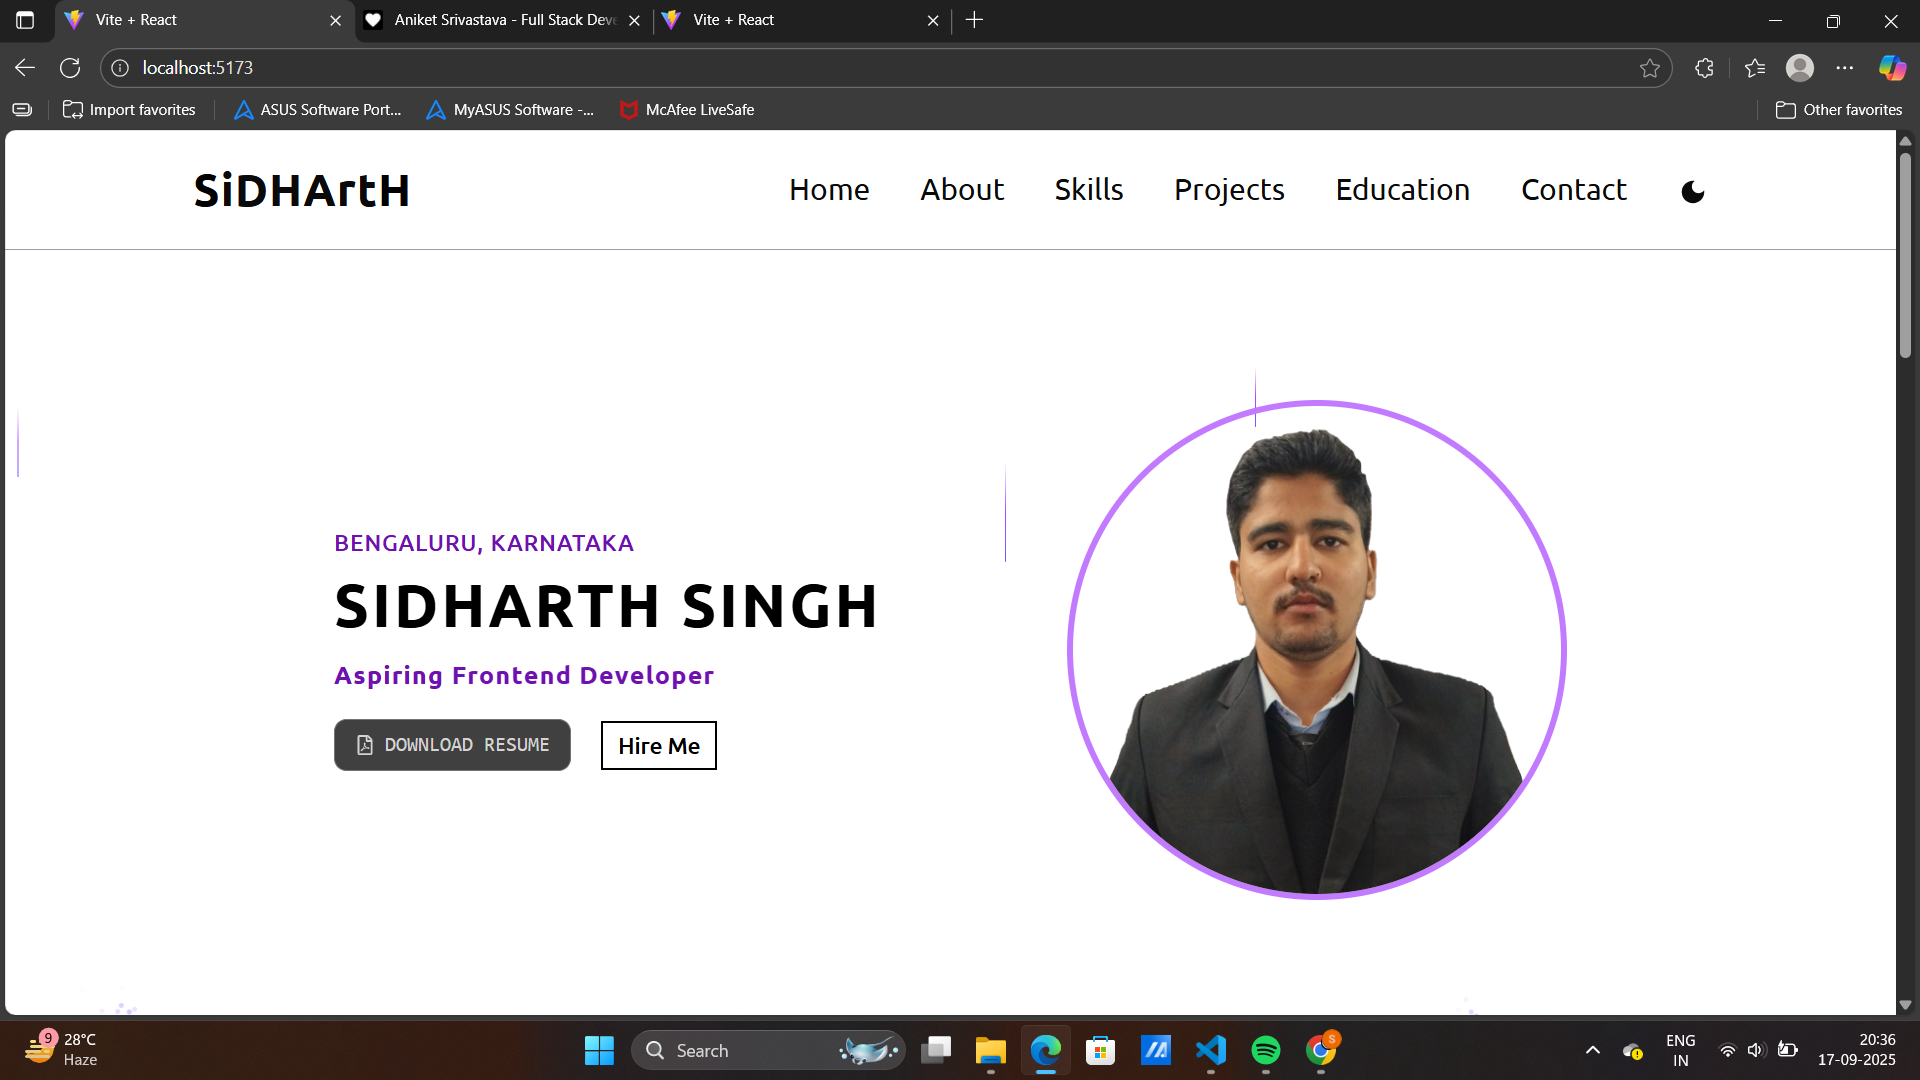 Vite + React
Aniket Srivastava - Full Stack Deve
Vite + React
localhost:5173
Import favorites
ASUS Software Port...
MyASUS Software -...
McAfee LiveSafe
Other favorites
SiDHArtH
Home
About
Skills
Projects
Education
Contact
BENGALURU, KARNATAKA
SIDHARTH SINGH
Aspiring Frontend Developer
DOWNLOAD RESUME
Hire Me
9
28°C
Haze
Search
S
ENG
IN
20:36
17-09-2025